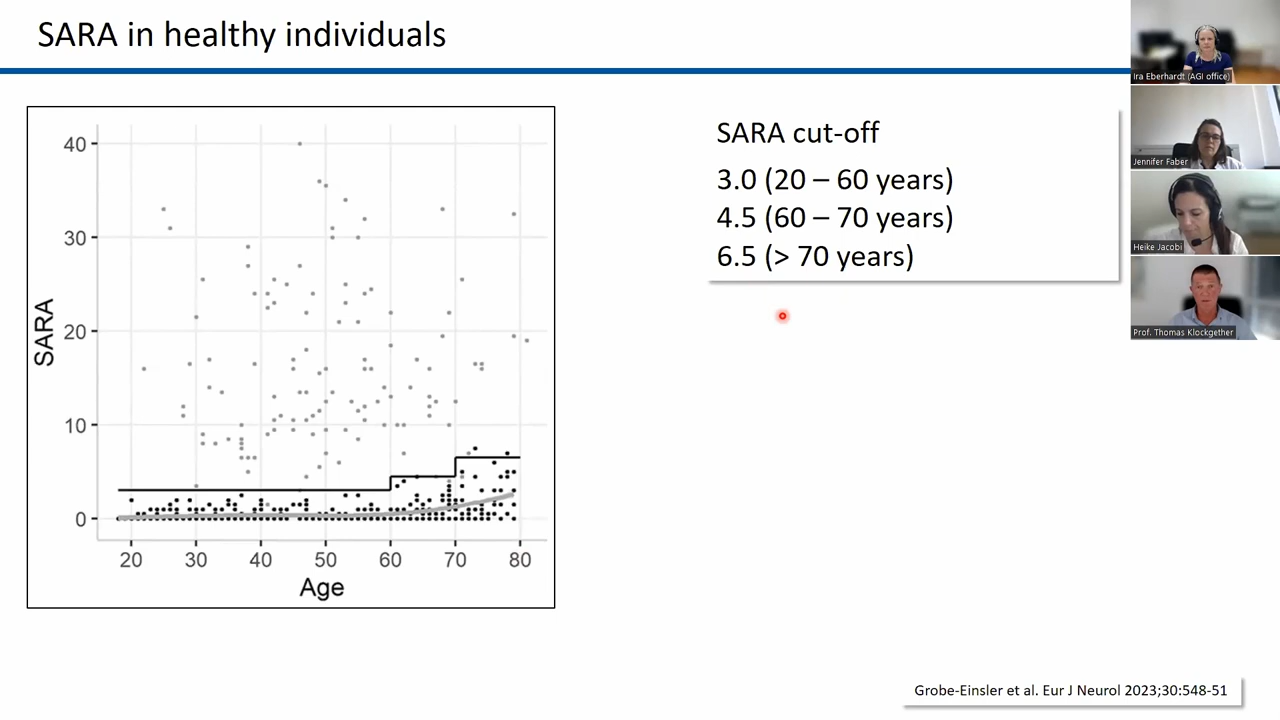 SARA in healthy individuals
SARA
40
30
20
10
0
20 30 40 50 60 70 80
Age
SARA cut-off
3.0 (20 – 60 years)
4.5 (60 – 70 years)
6.5 (> 70 years)
Grobe-Einsler et al. Eur J Neurol 2023;30:548-51
Ira Eberhardt (AGI office)
Jennifer Faber
Heike Jacobi
Prof. Thomas Klockgether